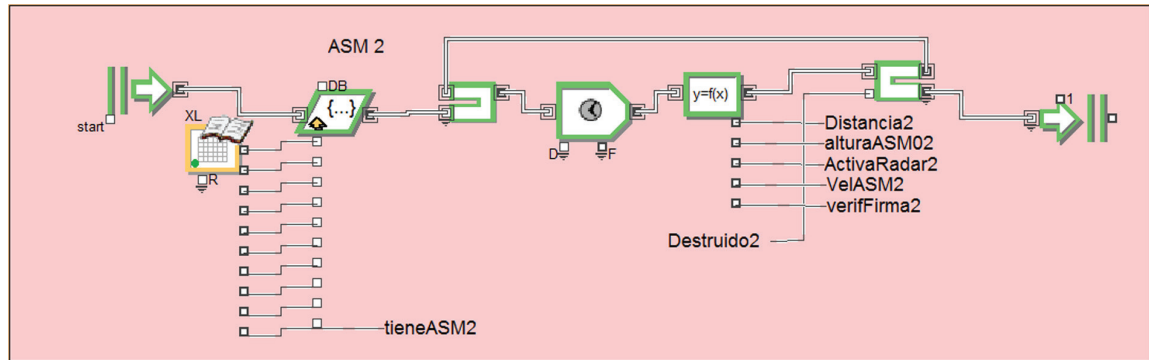 ASM 2
DB
{...}
y=f(x)
1
start
XL
R
D
F
Distancia2
alturaASM02
ActivaRadar2
VelASM2
verifFirma2
Destruido2
tieneASM2